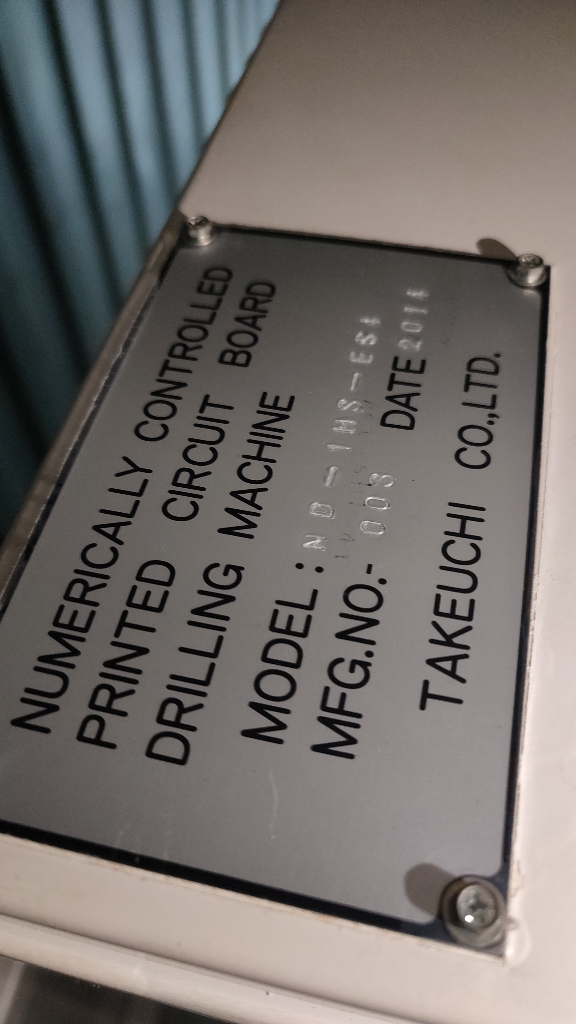 NUMERICALLY CONTROLLED
PRINTED CIRCUIT BOARD
DRILLING MACHINE
MODEL: ND-1HS-ES4
MFG.NO.- 003 DATE 2014
TAKEUCHI CO.,LTD.